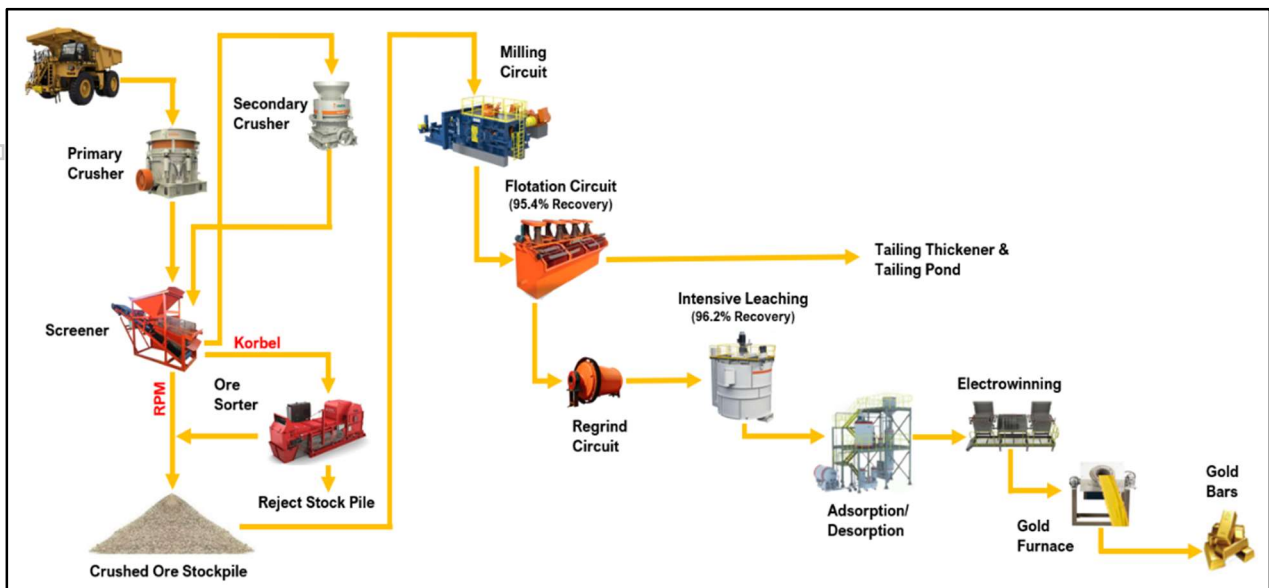 Milling
Circuit
Secondary
Crusher
Primary
Crusher
Flotation Circuit
(95.4% Recovery)
Tailing Thickener &
Tailing Pond
Intensive Leaching
(96.2% Recovery)
Screener
Korbel
RPM
Ore
Sorter
Electrowinning
Regrind
Circuit
Reject Stock Pile
Adsorption/
Desorption
Gold
Bars
Gold
Furnace
Crushed Ore Stockpile